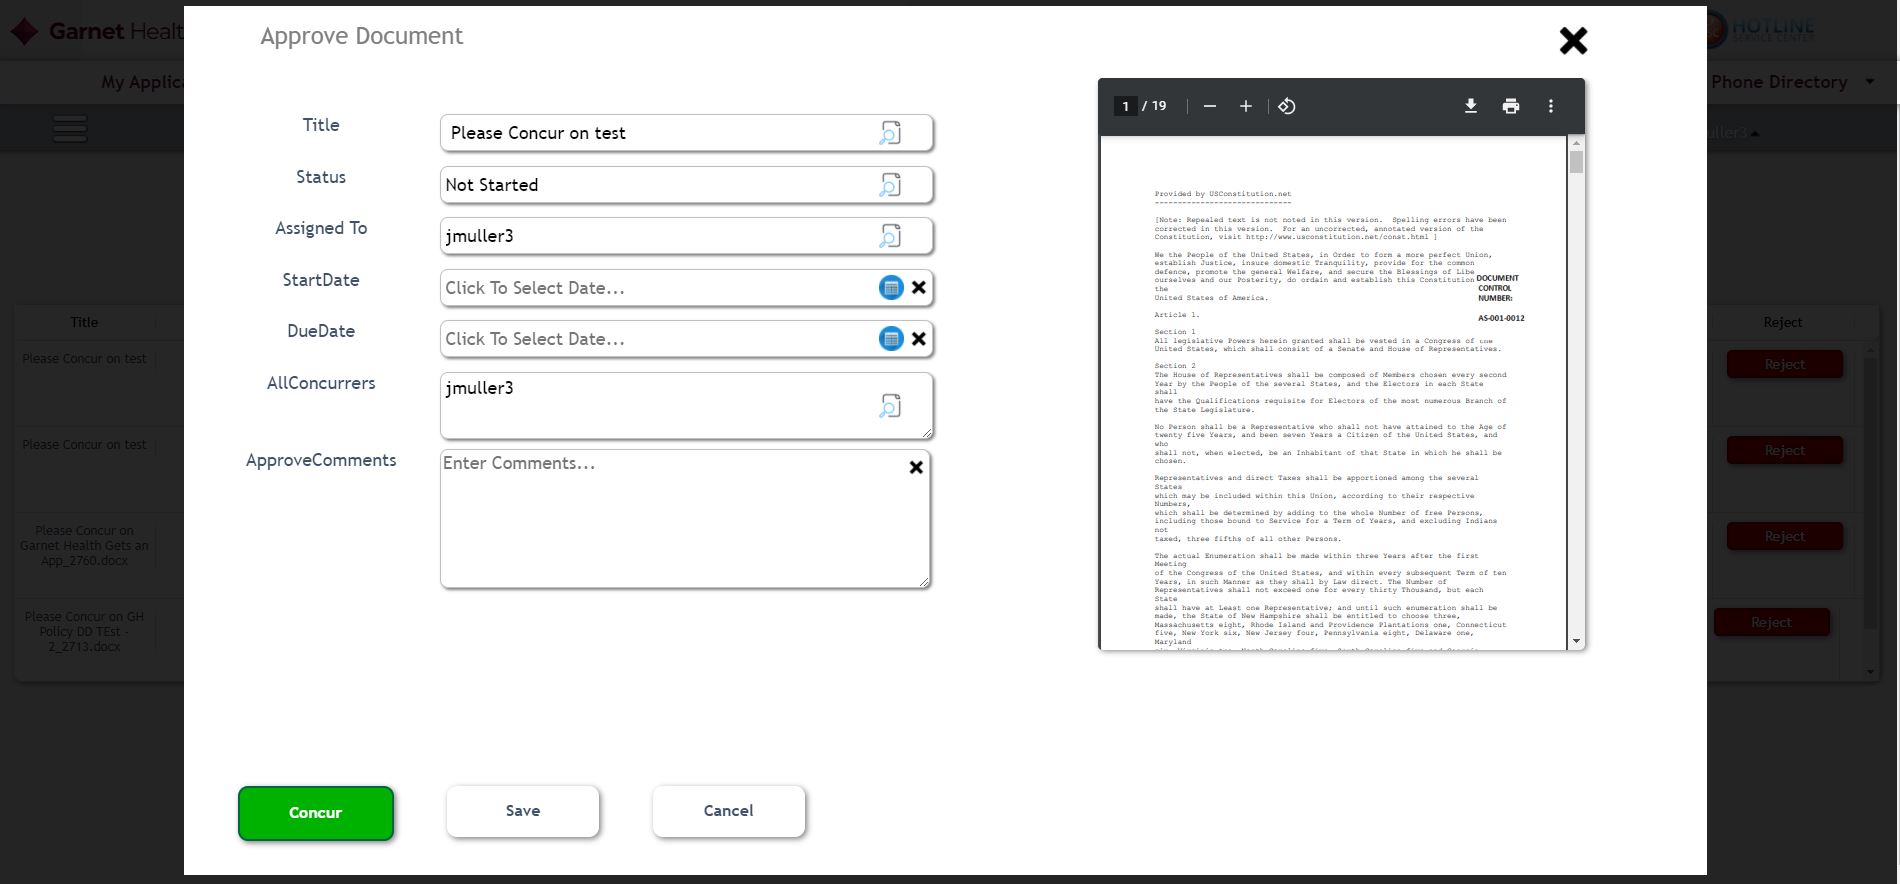 Garnet Healt
HOTLINE
SERVICE CENTER
My Applica
Phone Directory
uller3
Approve Document
Title
Please Concur on test
Status
Not Started
Assigned To
jmuller3
StartDate
Click To Select Date...
DueDate
Click To Select Date...
AllConcurrers
jmuller3
ApproveComments
Enter Comments...
Concur
Save
Cancel
1 / 19
Provided by USConstitution.net
------------------------------
[Note: Repealed text is not noted in this version.  Spelling errors have been
corrected in this version.  For an uncorrected, annotated version of the
Constitution, visit http://www.usconstitution.net/const.html ]
We the People of the United States, in Order to form a more perfect Union,
establish Justice, insure domestic Tranquility, provide for the common
defence, promote the general Welfare, and secure the Blessings of Libe
ourselves and our Posterity, do ordain and establish this Constitution
the
United States of America.
DOCUMENT
CONTROL
NUMBER:
AS-001-0012
Article 1.
Section 1
All legislative Powers herein granted shall be vested in a Congress of the
United States, which shall consist of a Senate and House of Representatives.
Section 2
The House of Representatives shall be composed of Members chosen every second
Year by the People of the several States, and the Electors in each State
shall
have the Qualifications requisite for Electors of the most numerous Branch of
the State Legislature.
No Person shall be a Representative who shall not have attained to the Age of
twenty five Years, and been seven Years a Citizen of the United States, and
who
shall not, when elected, be an Inhabitant of that State in which he shall be
chosen.
Representatives and direct Taxes shall be apportioned among the several
States
which may be included within this Union, according to their respective
Numbers,
which shall be determined by adding to the whole Number of free Persons,
including those bound to Service for a Term of Years, and excluding Indians
not
taxed, three fifths of all other Persons.
The actual Enumeration shall be made within three Years after the first
Meeting
of the Congress of the United States, and within every subsequent Term of ten
Years, in such Manner as they shall by Law direct. The Number of
Representatives shall not exceed one for every thirty Thousand, but each
State
shall have at Least one Representative; and until such enumeration shall be
made, the State of New Hampshire shall be entitled to choose three,
Massachusetts eight, Rhode Island and Providence Plantations one, Connecticut
five, New York six, New Jersey four, Pennsylvania eight, Delaware one,
Maryland
Title
Please Concur on test
Please Concur on test
Please Concur on
Garnet Health Gets an
App_2760.docx
Please Concur on GH
Policy DD TEst -
2_2713.docx
Reject
Reject
Reject
Reject
Reject